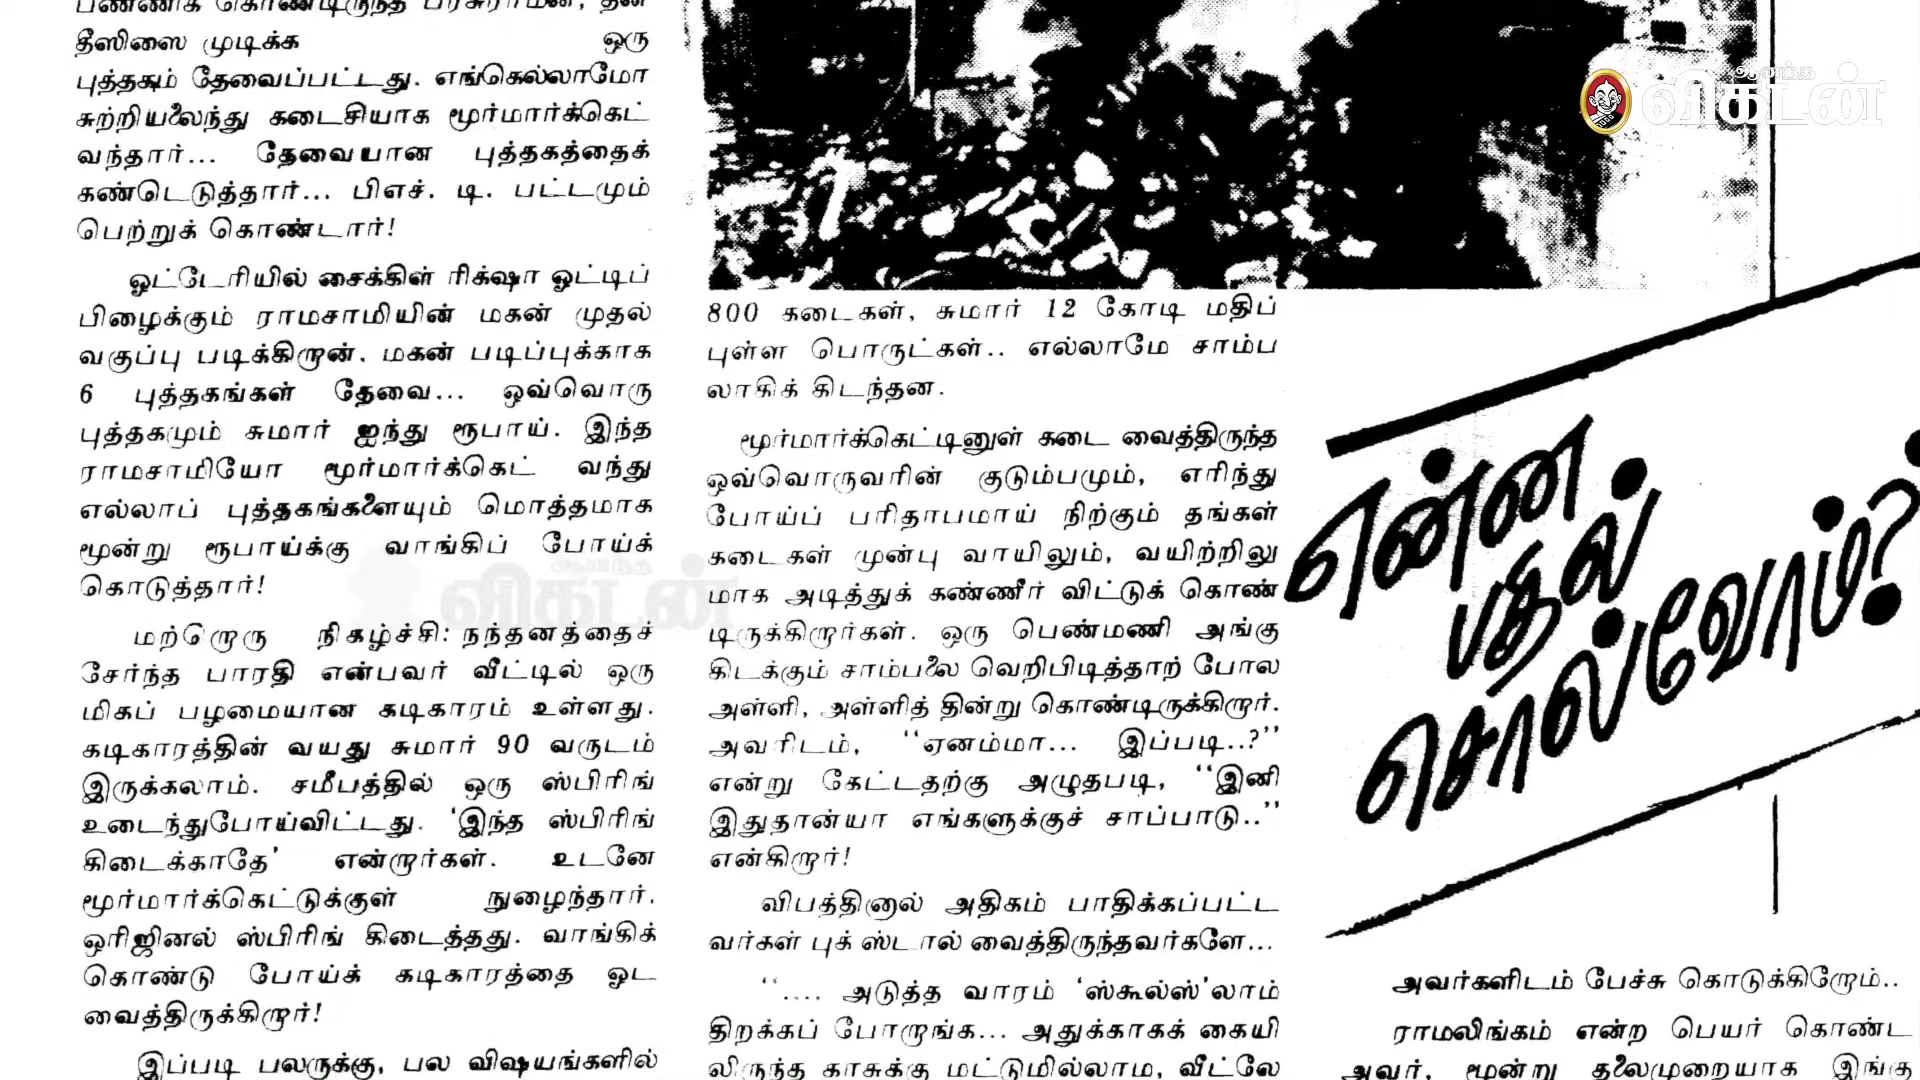 தீஸிஸை முடிக்க ஒரு
புத்தகம் தேவைப்பட்டது. எங்கெல்லாமோ
சுற்றியலைந்து கடைசியாக மூர்மார்க்கெட்
வந்தார்... தேவையான புத்தகத்தைக்
கண்டெடுத்தார்... பிஎச். டி. பட்டமும்
பெற்றுக் கொண்டார்!
ஓட்டேரியில் சைக்கிள் ரிக்‌ஷா ஓட்டிப்
பிழைக்கும் ராமசாமியின் மகன் முதல்
வகுப்பு படிக்கிறான். மகன் படிப்புக்காக
6 புத்தகங்கள் தேவை... ஒவ்வொரு
புத்தகமும் சுமார் ஐந்து ரூபாய். இந்த
ராமசாமியோ மூர்மார்க்கெட் வந்து
எல்லாப் புத்தகங்களையும் மொத்தமாக
மூன்று ரூபாய்க்கு வாங்கிப் போய்க்
கொடுத்தார்!
மற்றொரு நிகழ்ச்சி: நந்தனத்தைச்
சேர்ந்த பாரதி என்பவர் வீட்டில் ஒரு
மிகப் பழமையான கடிகாரம் உள்ளது.
கடிகாரத்தின் வயது சுமார் 90 வருடம்
இருக்கலாம். சமீபத்தில் ஒரு ஸ்பிரிங்
உடைந்துபோய்விட்டது. 'இந்த ஸ்பிரிங்
கிடைக்காதே' என்றார்கள். உடனே
மூர்மார்க்கெட்டுக்குள் நுழைந்தார்.
ஒரிஜினல் ஸ்பிரிங் கிடைத்தது. வாங்கிக்
கொண்டு போய்க் கடிகாரத்தை ஓட
வைத்திருக்கிறார்!
இப்படி பலருக்கு, பல விஷயங்களில்
800 கடைகள், சுமார் 12 கோடி மதிப்
புள்ள பொருட்கள்.. எல்லாமே சாம்ப
லாகிக் கிடந்தன.
மூர்மார்க்கெட்டினுள் கடை வைத்திருந்த
ஒவ்வொருவரின் குடும்பமும், எரிந்து
போய்ப் பரிதாபமாய் நிற்கும் தங்கள்
கடைகள் முன்பு வாயிலும், வயிற்றிலு
மாக அடித்துக் கண்ணீர் விட்டுக் கொண்
டிருக்கிறார்கள். ஒரு பெண்மணி அங்கு
கிடக்கும் சாம்பலை வெறிபிடித்தாற் போல
அள்ளி, அள்ளித் தின்று கொண்டிருக்கிறார்.
அவரிடம், "ஏனம்மா... இப்படி..?"
என்று கேட்டதற்கு அழுதபடி, "இனி
இதுதான்யா எங்களுக்குச் சாப்பாடு.."
என்கிறார்!
விபத்தினால் அதிகம் பாதிக்கப்பட்ட
வர்கள் புக் ஸ்டால் வைத்திருந்தவர்களே...
".... அடுத்த வாரம் 'ஸ்கூல்ஸ்'லாம்
திறக்கப் போறாங்க... அதுக்காகக் கையி
லிருந்த காசுக்கு மட்டுமில்லாம, வீட்டிலே
ஆனந்த
விகடன்
என்ன
பதில்
சொல்வோம்?
அவர்களிடம் பேச்சு கொடுக்கிறோம்..
ராமலிங்கம் என்ற பெயர் கொண்ட
அவர், மூன்று தலைமுறையாக இங்கு
ஆனந்த
விகடன்